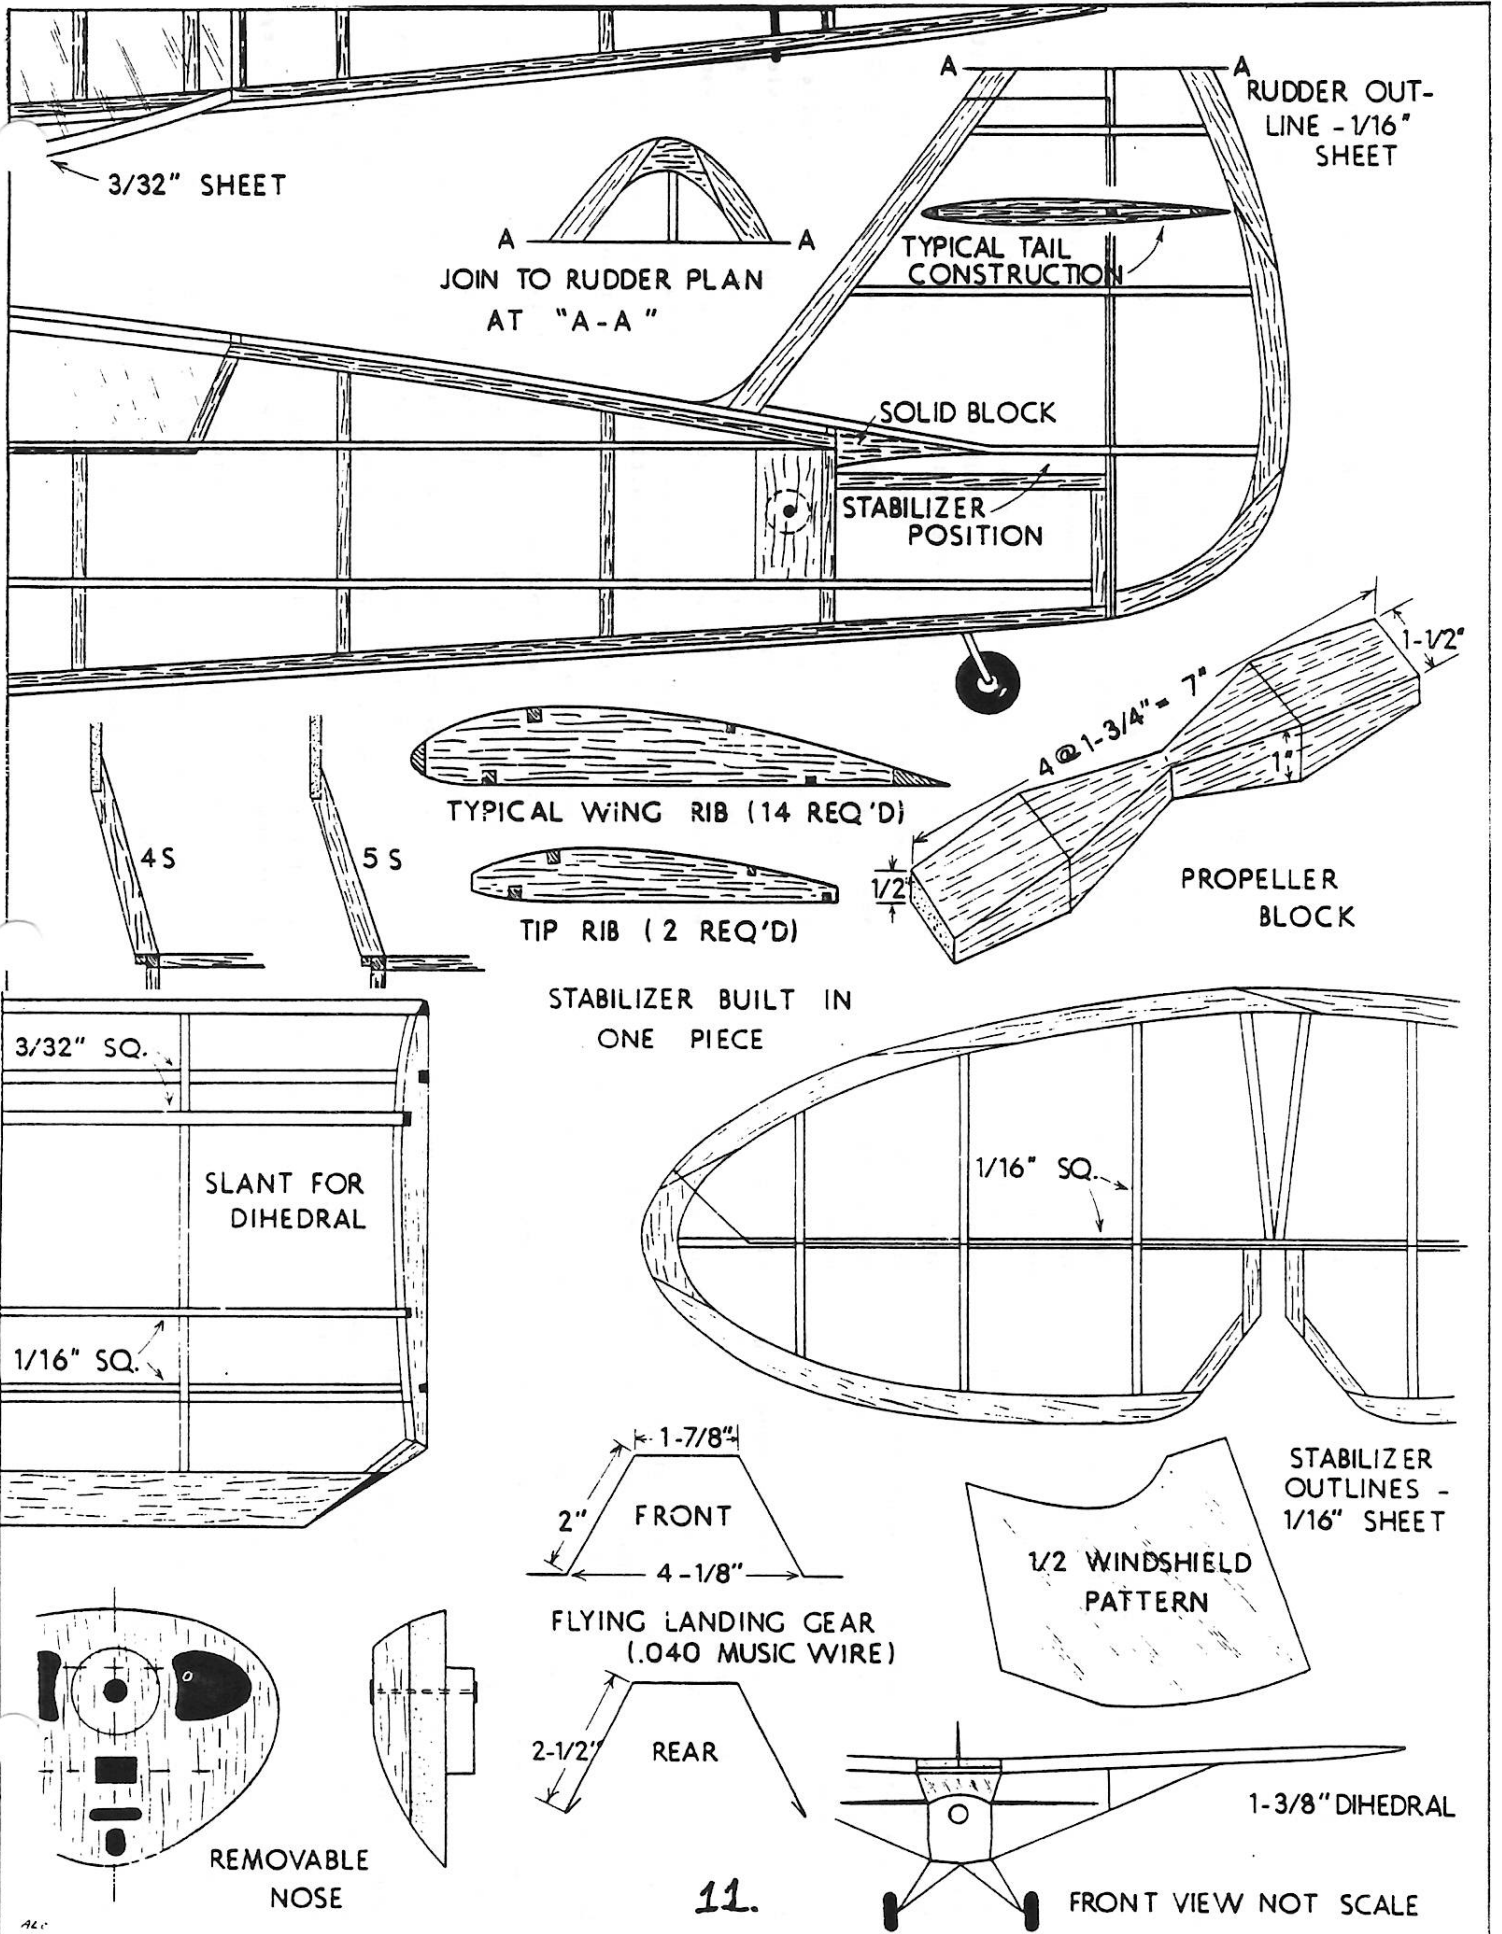 A
A
RUDDER OUT-
LINE - 1/16"
SHEET
3/32" SHEET
A
A
JOIN TO RUDDER PLAN
AT "A-A"
TYPICAL TAIL
CONSTRUCTION
SOLID BLOCK
STABILIZER
POSITION
1-1/2"
4 @ 1-3/4" = 7"
1"
1/2"
PROPELLER
BLOCK
4S
5S
TYPICAL WING RIB (14 REQ'D)
TIP RIB (2 REQ'D)
STABILIZER BUILT IN
ONE PIECE
3/32" SQ.
SLANT FOR
DIHEDRAL
1/16" SQ.
1/16" SQ.
STABILIZER
OUTLINES -
1/16" SHEET
1-7/8"
2"
FRONT
4-1/8"
FLYING LANDING GEAR
(.040 MUSIC WIRE)
2-1/2"
REAR
1/2 WINDSHIELD
PATTERN
REMOVABLE
NOSE
1-3/8" DIHEDRAL
FRONT VIEW NOT SCALE
11.